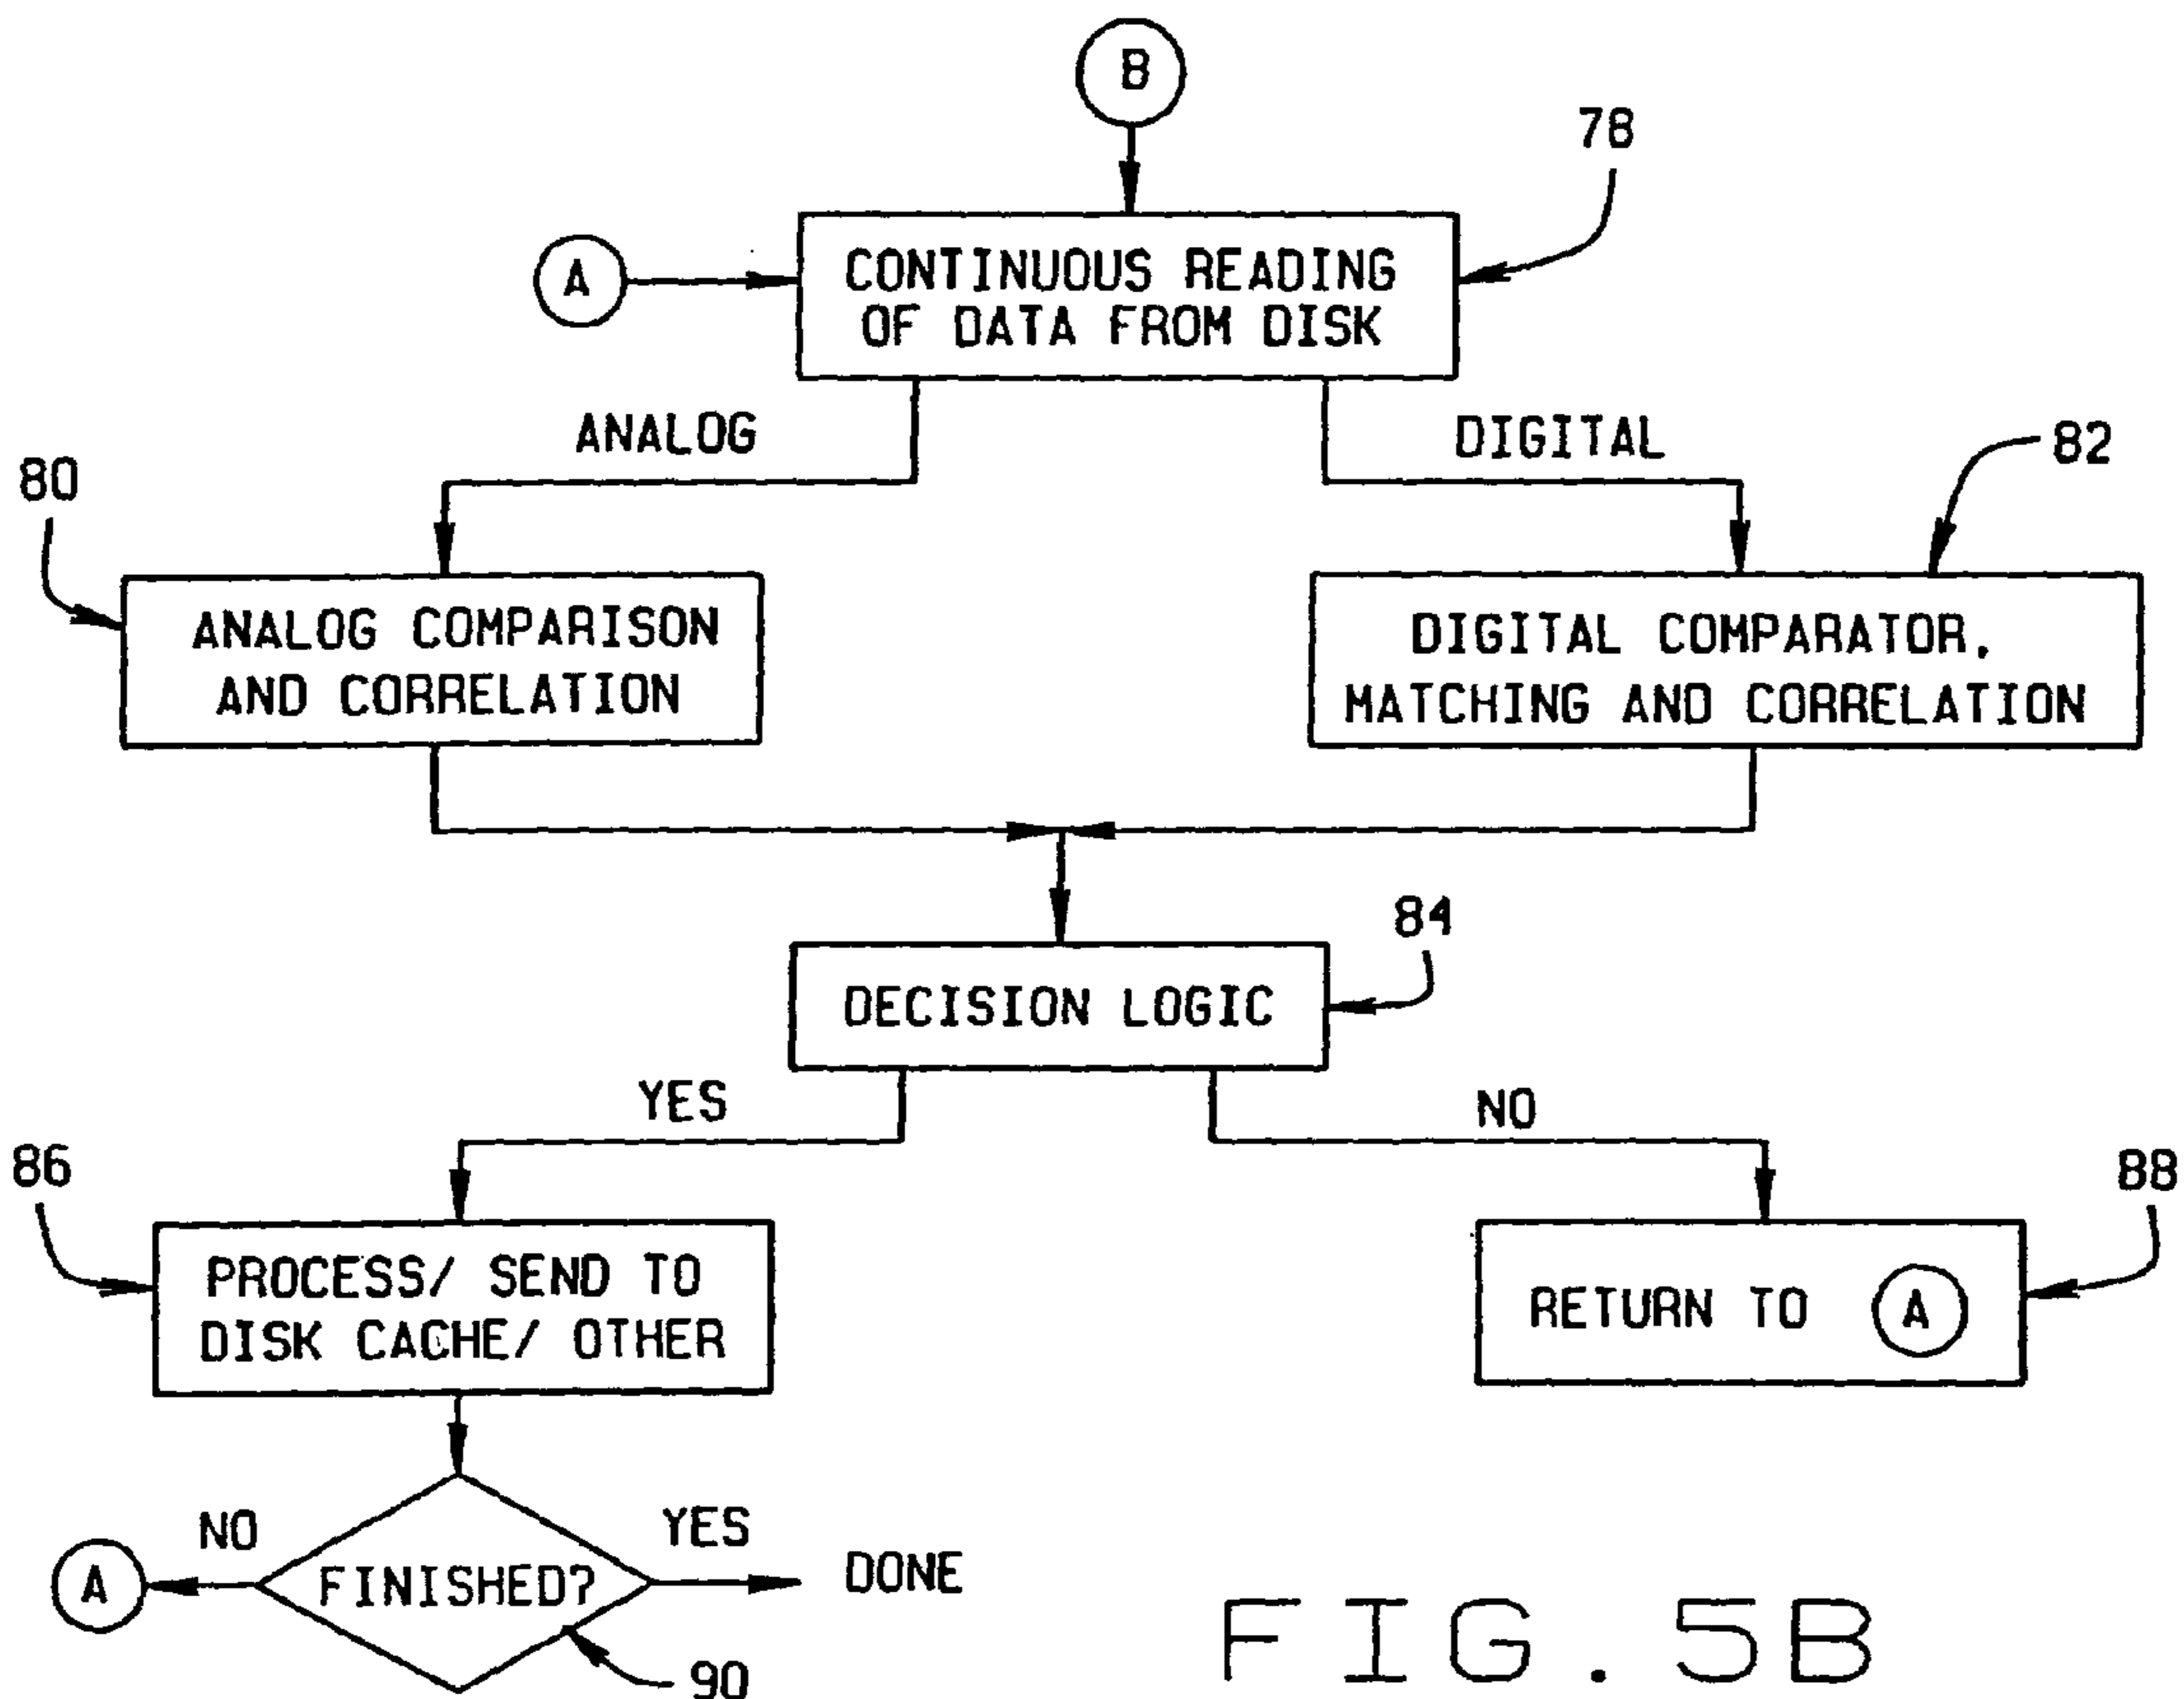 B
78
A
CONTINUOUS READING
OF DATA FROM DISK
ANALOG
DIGITAL
80
82
ANALOG COMPARISON
AND CORRELATION
DIGITAL COMPARATOR,
MATCHING AND CORRELATION
84
DECISION LOGIC
YES
NO
86
88
PROCESS/ SEND TO
DISK CACHE/ OTHER
RETURN TO A
NO
YES
A
FINISHED?
DONE
90
FIG. 5B